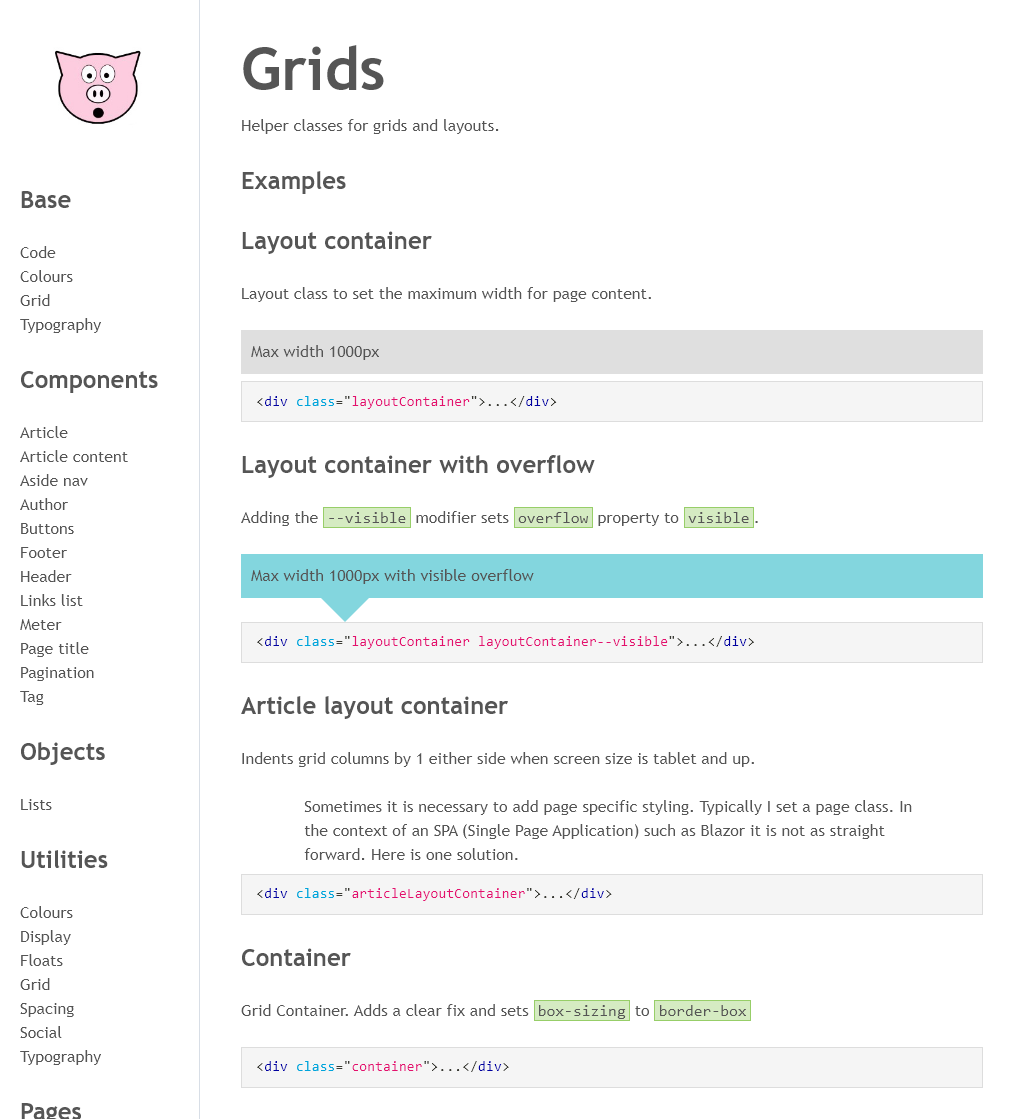 Base
Code
Colours
Grid
Typography
Components
Article
Article content
Aside nav
Author
Buttons
Footer
Header
Links list
Meter
Page title
Pagination
Tag
Objects
Lists
Utilities
Colours
Display
Floats
Grid
Spacing
Social
Typography
Pages
Grids
Helper classes for grids and layouts.
Examples
Layout container
Layout class to set the maximum width for page content.
Max width 1000px
<div class="layoutContainer">...</div>
Layout container with overflow
Adding the --visible modifier sets overflow property to visible.
Max width 1000px with visible overflow
<div class="layoutContainer layoutContainer--visible">...</div>
Article layout container
Indents grid columns by 1 either side when screen size is tablet and up.
Sometimes it is necessary to add page specific styling. Typically I set a page class. In
the context of an SPA (Single Page Application) such as Blazor it is not as straight
forward. Here is one solution.
<div class="articleLayoutContainer">...</div>
Container
Grid Container. Adds a clear fix and sets box-sizing to border-box
<div class="container">...</div>